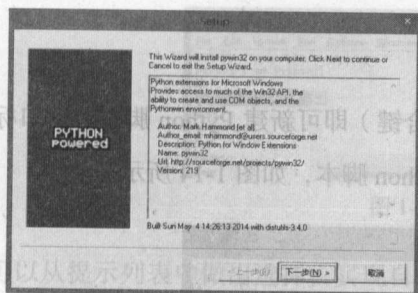 Setup
This Wizard will install pywin32 on your computer. Click Next to continue or
Cancel to exit the Setup Wizard.
Python extensions for Microsoft Windows
Provides access to much of the Win32 API, the
ability to create and use COM objects, and the
Pythonwin environment.
Author: Mark Hammond (et al)
Author_email: mhammond@users.sourceforge.net
Description: Python for Window Extensions
Name: pywin32
Url: http://sourceforge.net/projects/pywin32/
Version: 219
PYTHON
powered
Built Sun May 4 14:26:13 2014 with distutils-3.4.0
<上一步(B)
下一步(N) >
取消